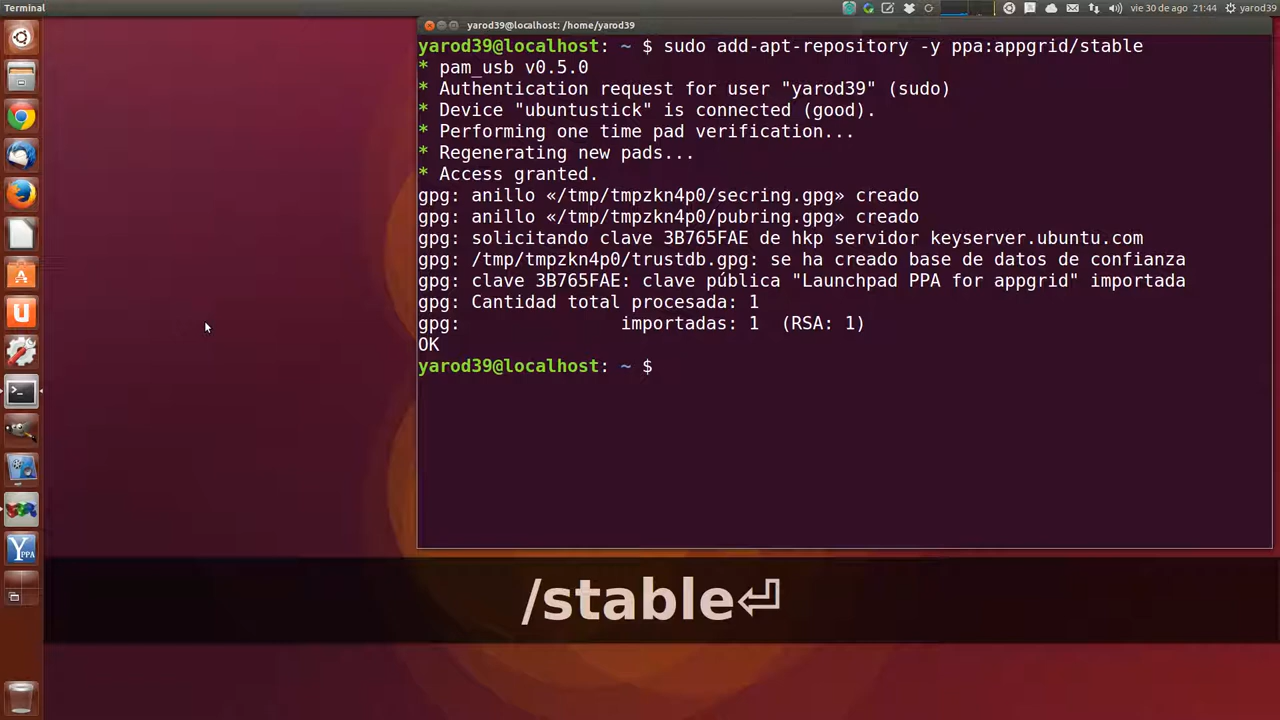 Terminal
vie 30 de ago 21:44 yarod39
yarod39@localhost: /home/yarod39
yarod39@localhost: ~ $ sudo add-apt-repository -y ppa:appgrid/stable
* pam_usb v0.5.0
* Authentication request for user "yarod39" (sudo)
* Device "ubuntustick" is connected (good).
* Performing one time pad verification...
* Regenerating new pads...
* Access granted.
gpg: anillo «/tmp/tmpzkn4p0/secring.gpg» creado
gpg: anillo «/tmp/tmpzkn4p0/pubring.gpg» creado
gpg: solicitando clave 3B765FAE de hkp servidor keyserver.ubuntu.com
gpg: /tmp/tmpzkn4p0/trustdb.gpg: se ha creado base de datos de confianza
gpg: clave 3B765FAE: clave pública "Launchpad PPA for appgrid" importada
gpg: Cantidad total procesada: 1
gpg:               importadas: 1  (RSA: 1)
OK
yarod39@localhost: ~ $
YPPA
/stable⏎